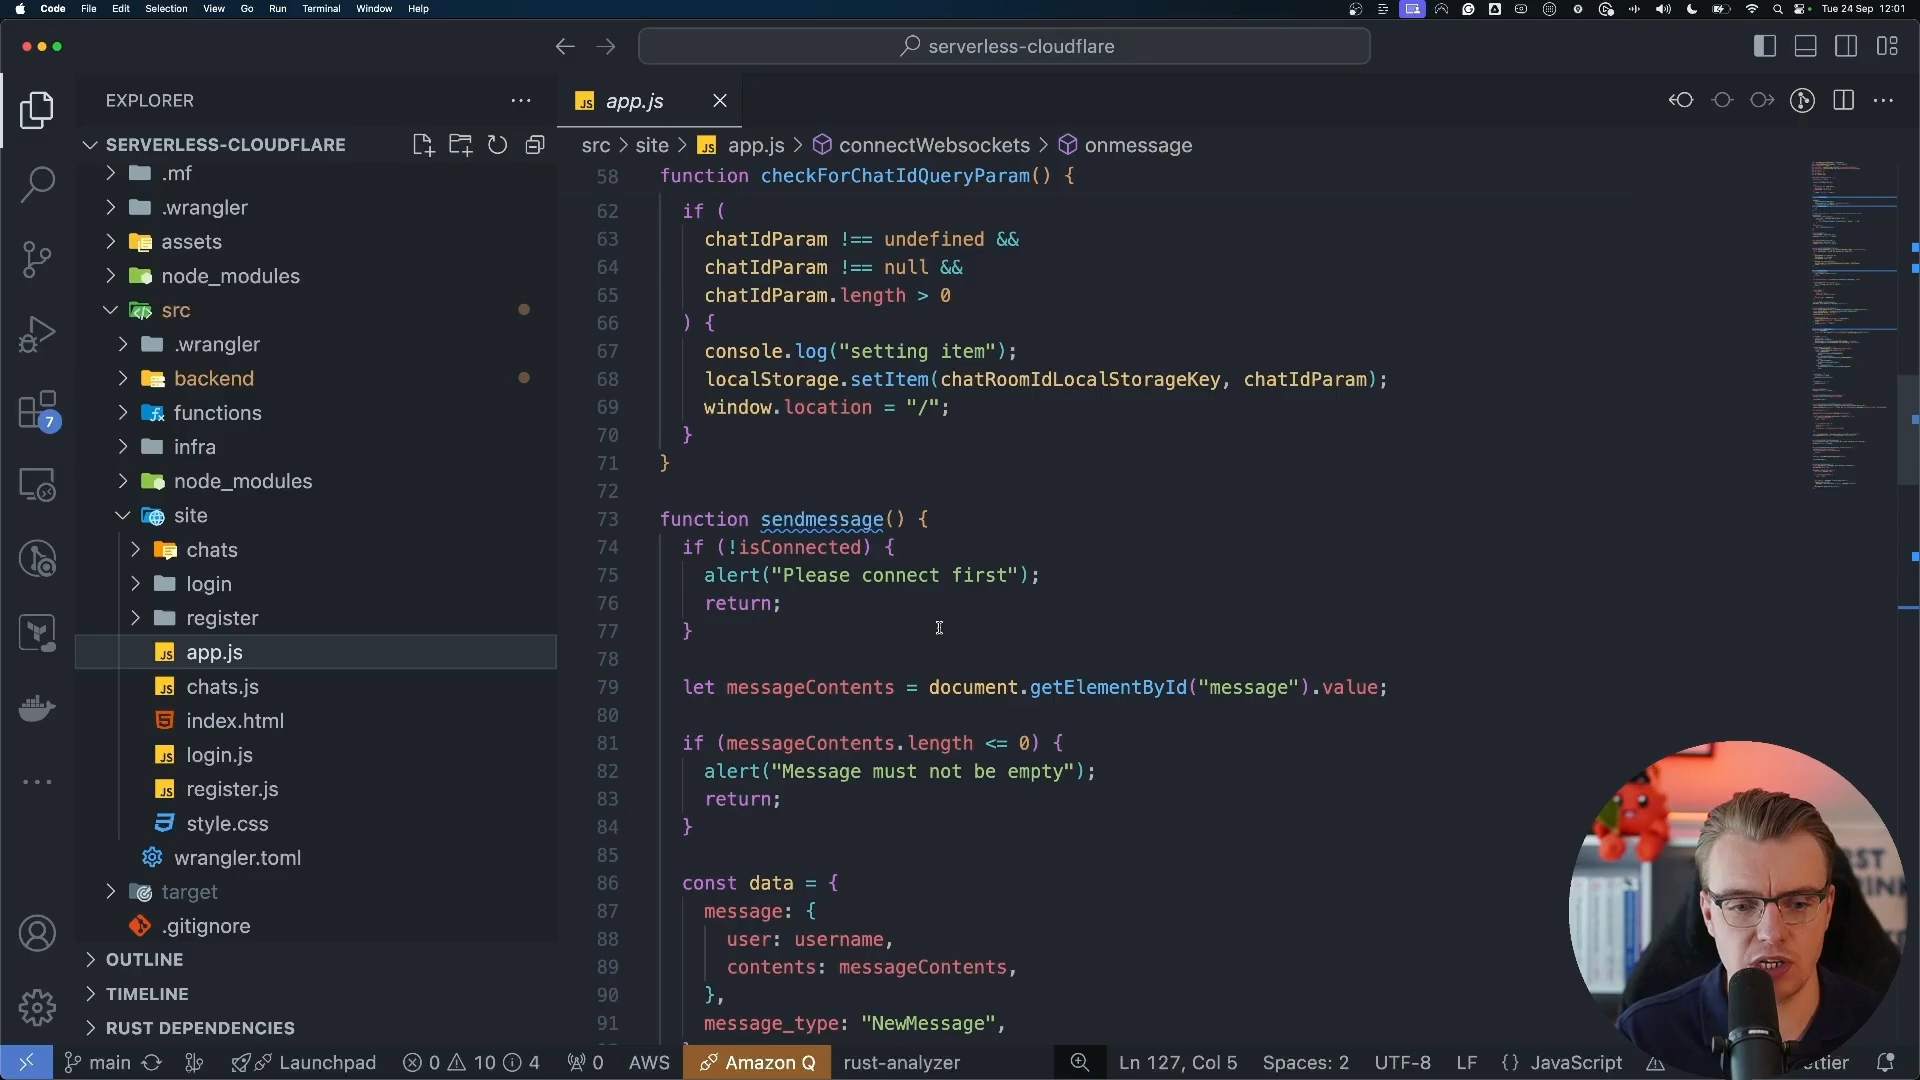 Code File Edit Selection View Go Run Terminal Window Help
Tue 24 Sep 12:01
serverless-cloudflare
EXPLORER
SERVERLESS-CLOUDFLARE
.mf
.wrangler
assets
node_modules
src
.wrangler
backend
functions
infra
node_modules
site
chats
login
register
app.js
chats.js
index.html
login.js
register.js
style.css
wrangler.toml
target
.gitignore
OUTLINE
TIMELINE
RUST DEPENDENCIES
7
app.js
src > site > app.js > connectWebsockets > onmessage
58 function checkForChatIdQueryParam() {
62 if (
63 chatIdParam !== undefined &&
64 chatIdParam !== null &&
65 chatIdParam.length > 0
66 ) {
67 console.log("setting item");
68 localStorage.setItem(chatRoomIdLocalStorageKey, chatIdParam);
69 window.location = "/";
70 }
71 }
72
73 function sendmessage() {
74 if (!isConnected) {
75 alert("Please connect first");
76 return;
77 }
78
79 let messageContents = document.getElementById("message").value;
80
81 if (messageContents.length <= 0) {
82 alert("Message must not be empty");
83 return;
84 }
85
86 const data = {
87 message: {
88 user: username,
89 contents: messageContents,
90 },
91 message_type: "NewMessage",
main Launchpad 0 10 4 0 AWS Amazon Q rust-analyzer Ln 127, Col 5 Spaces: 2 UTF-8 LF {} JavaScript